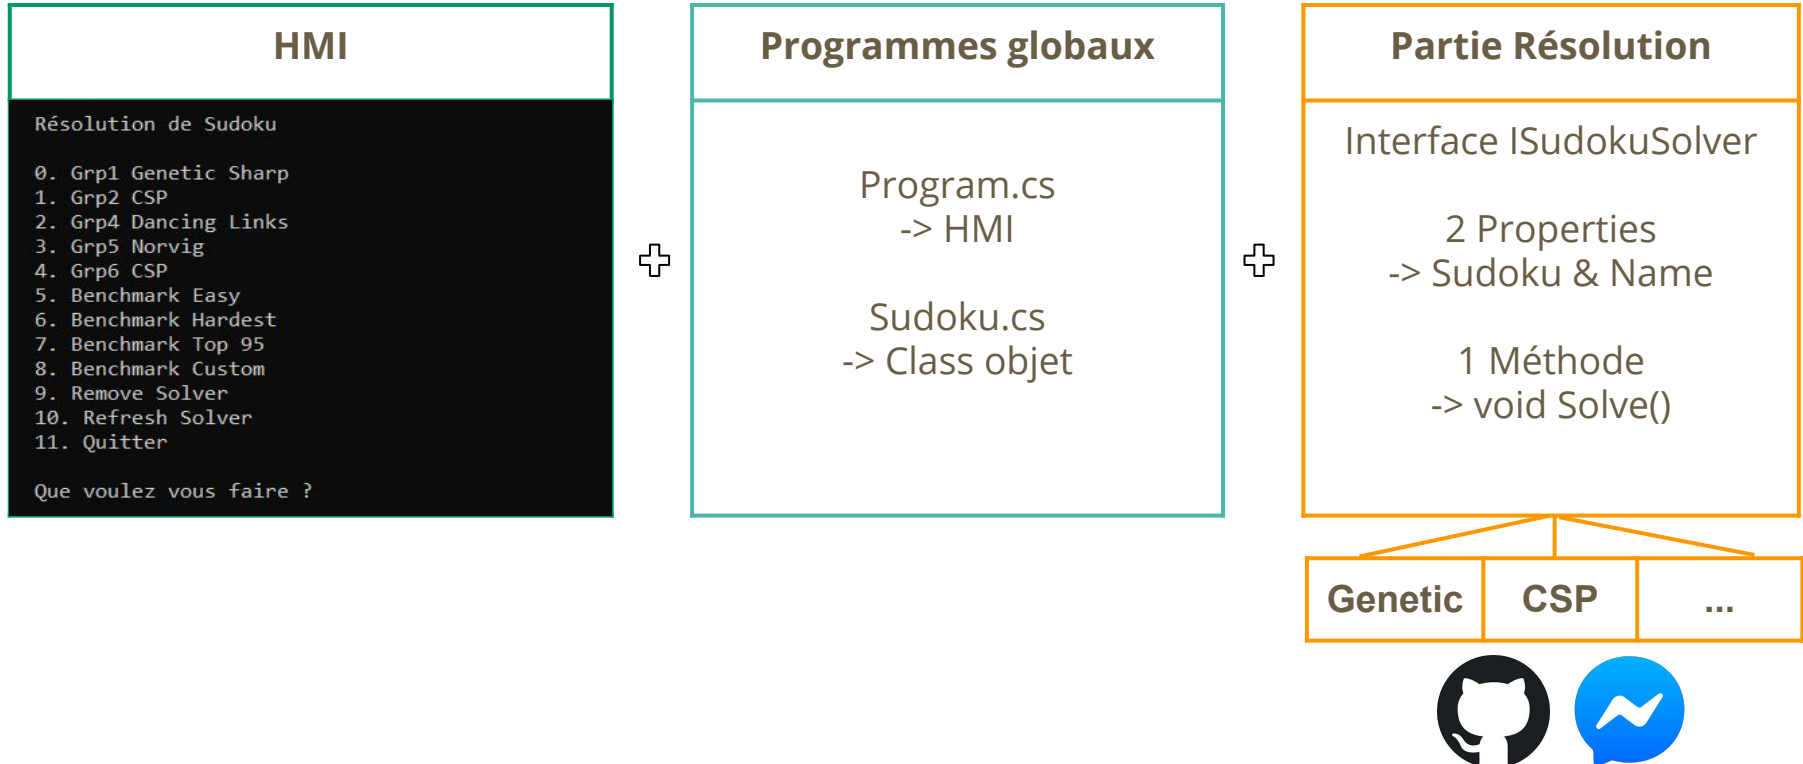 HMI
Résolution de Sudoku
0. Grp1 Genetic Sharp
1. Grp2 CSP
2. Grp4 Dancing Links
3. Grp5 Norvig
4. Grp6 CSP
5. Benchmark Easy
6. Benchmark Hardest
7. Benchmark Top 95
8. Benchmark Custom
9. Remove Solver
10. Refresh Solver
11. Quitter
Que voulez vous faire ?
Programmes globaux
Program.cs
-> HMI
Sudoku.cs
-> Class objet
Partie Résolution
Interface ISudokuSolver
2 Properties
-> Sudoku & Name
1 Méthode
-> void Solve()
Genetic
CSP
...